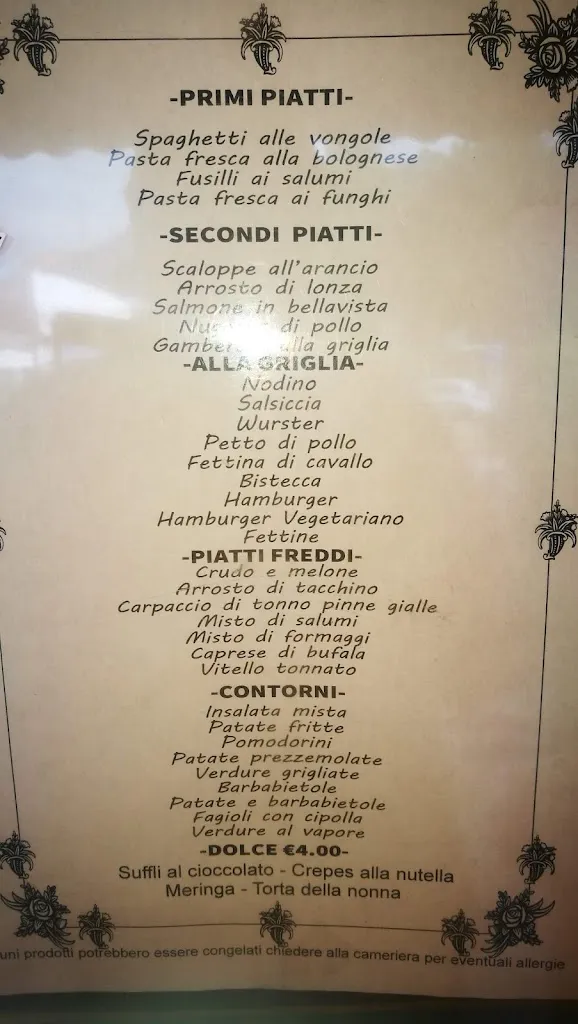 -PRIMI PIATTI-
Spaghetti alle vongole
Pasta fresca alla bolognese
Fusilli ai salumi
Pasta fresca ai funghi
-SECONDI PIATTI-
Scaloppe all'arancio
Arrosto di lonza
Salmone in bellavista
di pollo
alla griglia
-ALLA GRIGLIA-
Nodino
Salsiccia
Wurster
Petto di pollo
Fettina di cavallo
Bistecca
Hamburger
Hamburger Vegetariano
Fettine
-PIATTI FREDDI-
Crudo e melone
Arrosto di tacchino
Carpaccio di tonno pinne gialle
Misto di salumi
Misto di formaggi
Caprese di bufala
Vitello tonnato
-CONTORNI-
Insalata mista
Patate fritte
Pomodorini
Patate prezzemolate
Verdure grigliate
Barbabietole
Patate e barbabietole
Fagioli con cipolla
Verdure al vapore
-DOLCE €4.00-
Suffli al cioccolato - Crepes alla nutella
Meringa - Torta della nonna
uni prodotti potrebbero essere congelati chiedere alla cameriera per eventuali allergie